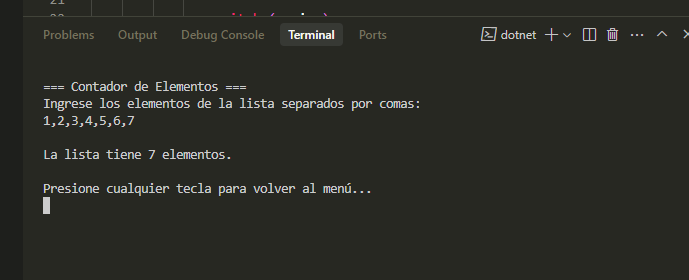 21
Problems Output Debug Console Terminal Ports dotnet
=== Contador de Elementos ===
Ingrese los elementos de la lista separados por comas:
1,2,3,4,5,6,7
La lista tiene 7 elementos.
Presione cualquier tecla para volver al menú...